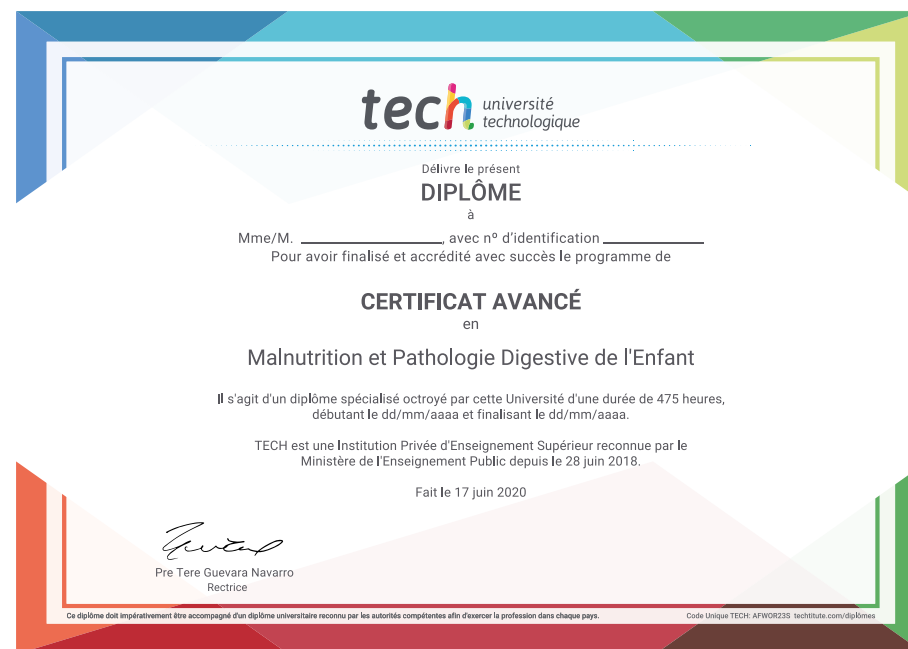 tech université
technologique
Délivre le présent
DIPLÔME
à
Mme/M. ____________________, avec nº d'identification ______________
Pour avoir finalisé et accrédité avec succès le programme de
CERTIFICAT AVANCÉ
en
Malnutrition et Pathologie Digestive de l'Enfant
Il s'agit d'un diplôme spécialisé octroyé par cette Université d'une durée de 475 heures,
débutant le dd/mm/aaaa et finalisant le dd/mm/aaaa.
TECH est une Institution Privée d'Enseignement Supérieur reconnue par le
Ministère de l'Enseignement Public depuis le 28 juin 2018.
Fait le 17 juin 2020
Pre Tere Guevara Navarro
Rectrice
Ce diplôme doit impérativement être accompagné d'un diplôme universitaire reconnu par les autorités compétentes afin d'exercer la profession dans chaque pays.
Code Unique TECH: AFWOR23S techtitute.com/diplômes